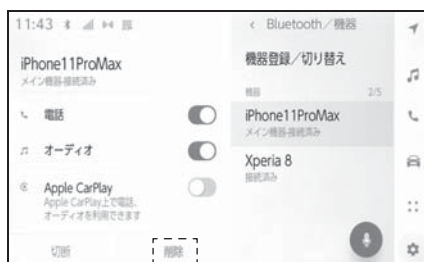 11:43
iPhone11ProMax
メイン機器-接続済み
電話
オーディオ
Apple CarPlay
Apple CarPlay上で電話、
オーディオを利用できます
切断
削除
< Bluetooth／機器
機器登録／切り替え
機器 2/5
iPhone11ProMax
メイン機器-接続済み
Xperia 8
接続済み